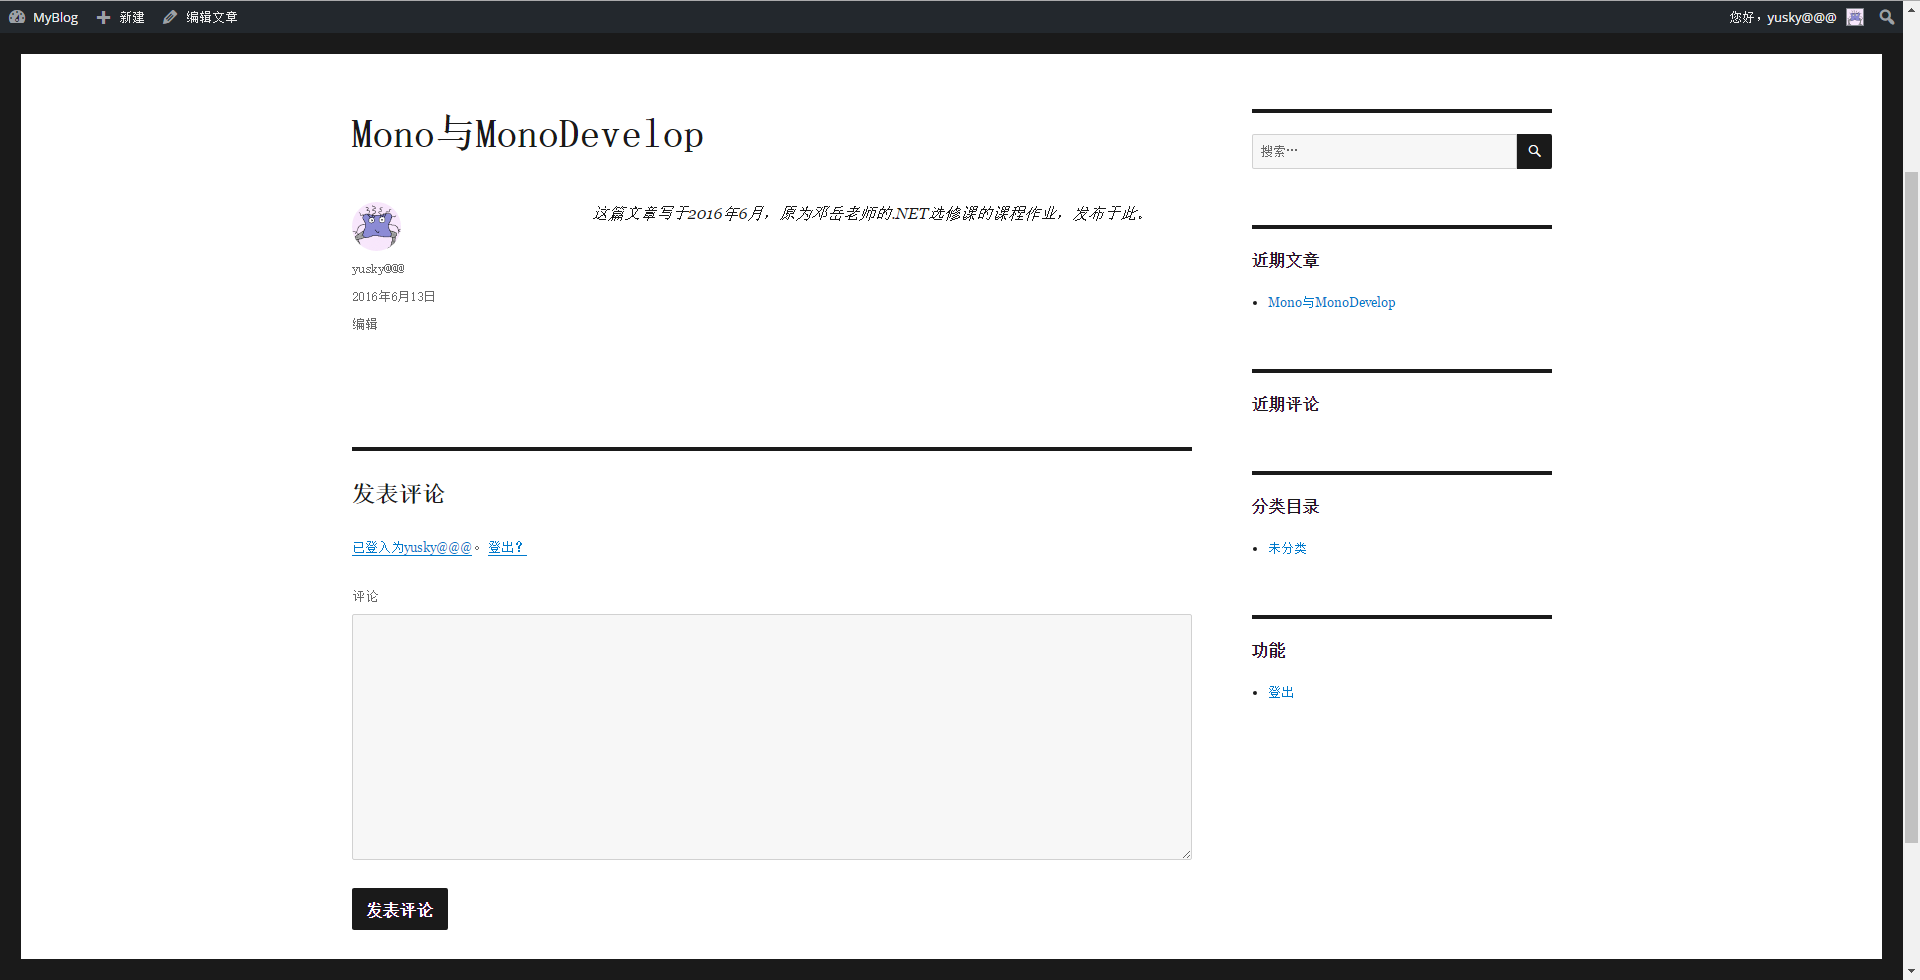 MyBlog 新建 编辑文章 您好，yusky@@@
Mono与MonoDevelop
yusky@@@
2016年6月13日
编辑
这篇文章写于2016年6月，原为邓岳老师的.NET选修课的课程作业，发布于此。
发表评论
已登入为yusky@@@。 登出？
评论
发表评论
搜索…
近期文章
Mono与MonoDevelop
近期评论
分类目录
未分类
功能
登出